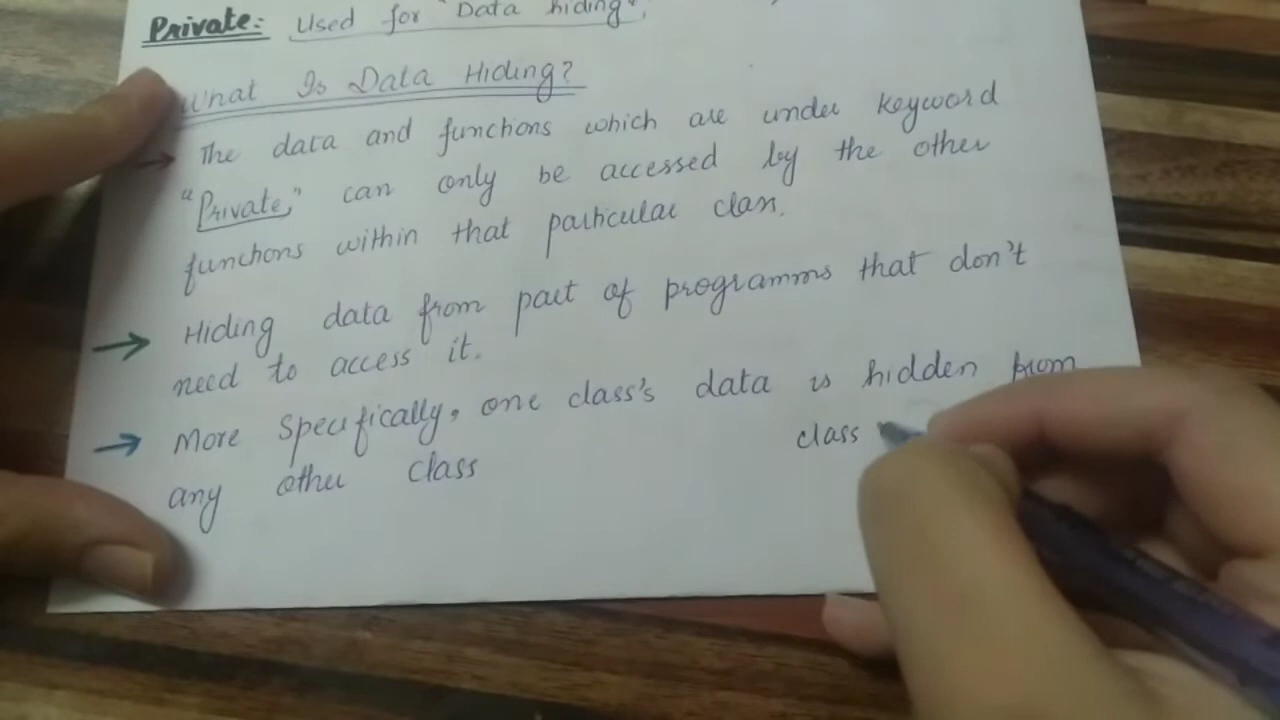 Private: Used for "Data hiding".
What Is Data Hiding?
→ The data and functions which are under keyword
"Private," can only be accessed by the other
functions within that particular class.
→ Hiding data from part of programms that don't
need to access it.
→ More Specifically, one class's data is hidden from
any other class class